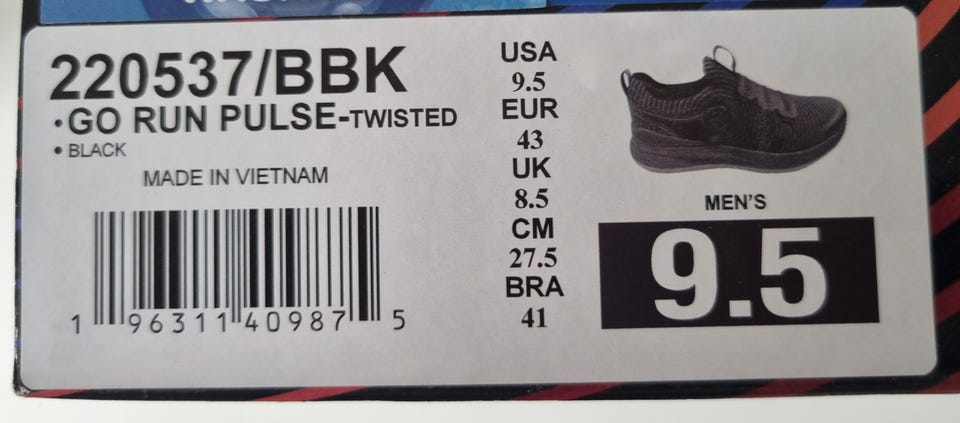 220537/BBK
•GO RUN PULSE-TWISTED
• BLACK
MADE IN VIETNAM
1 96311 40987 5
USA
9.5
EUR
43
UK
8.5
CM
27.5
BRA
41
MEN'S
9.5